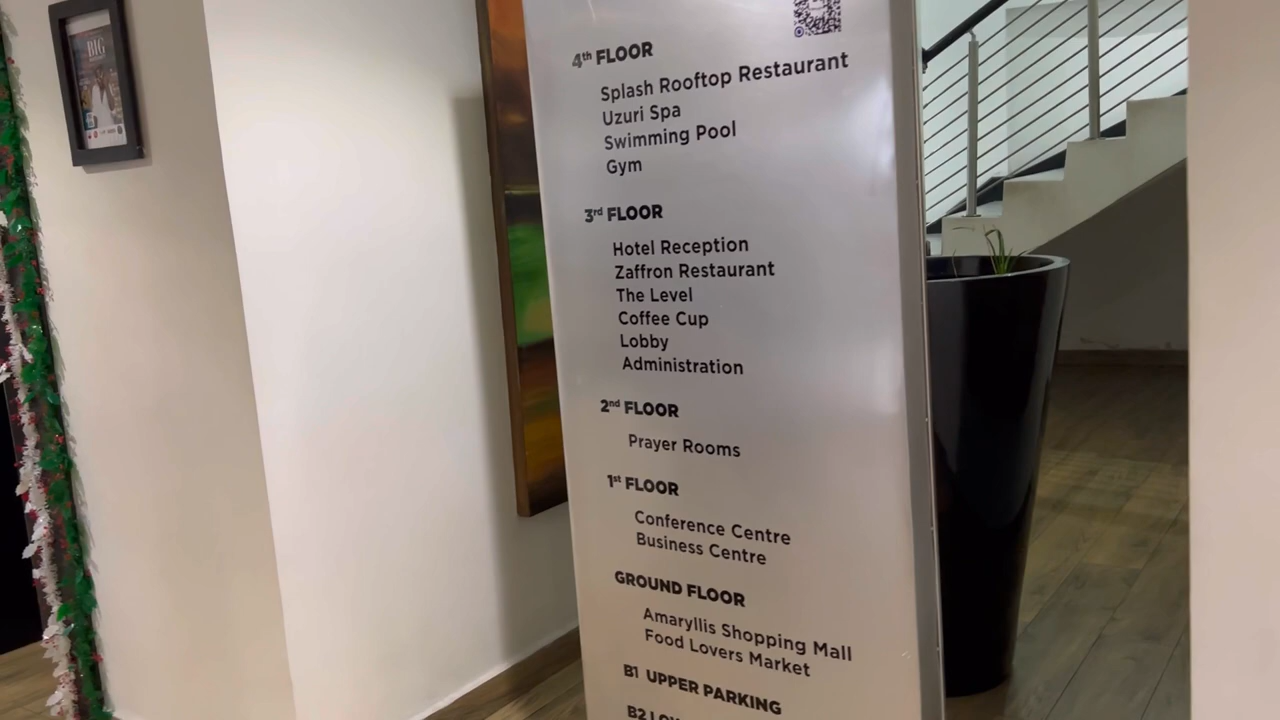 BIG
4th FLOOR
Splash Rooftop Restaurant
Uzuri Spa
Swimming Pool
Gym
3rd FLOOR
Hotel Reception
Zaffron Restaurant
The Level
Coffee Cup
Lobby
Administration
2nd FLOOR
Prayer Rooms
1st FLOOR
Conference Centre
Business Centre
GROUND FLOOR
Amaryllis Shopping Mall
Food Lovers Market
B1 UPPER PARKING
B2